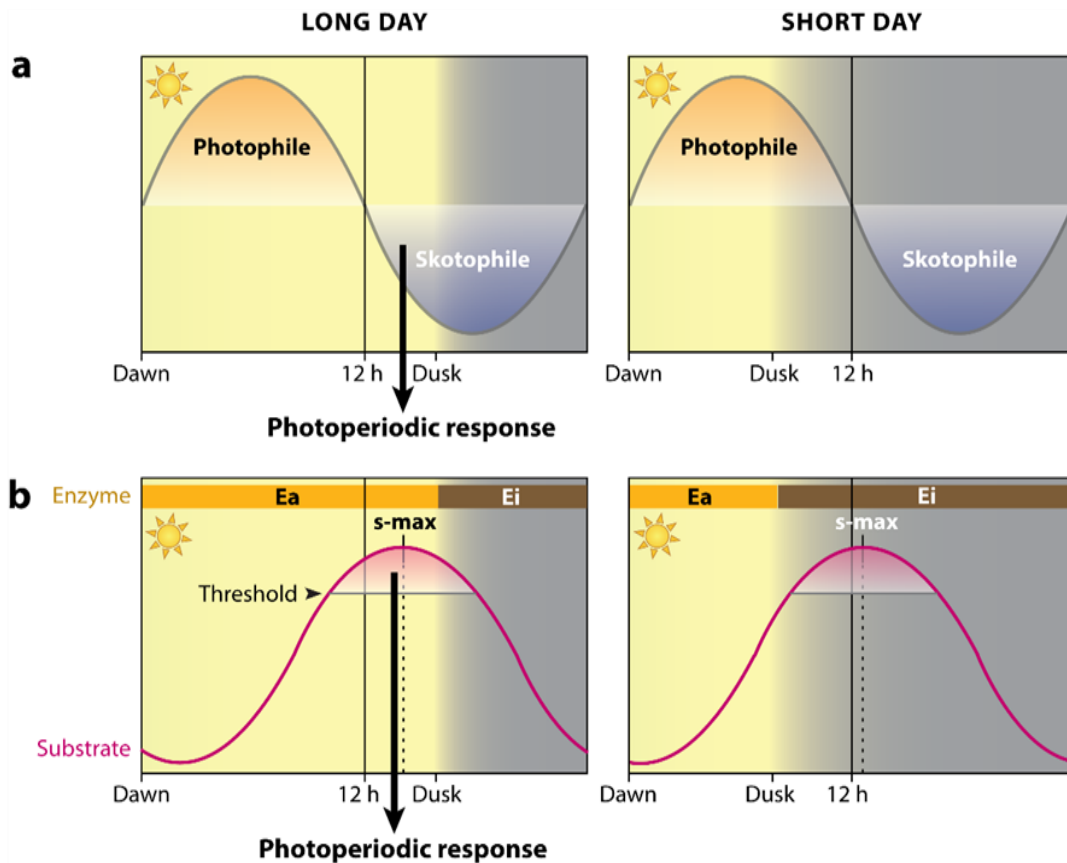 LONG DAY
SHORT DAY
a
Photophile
Skotophile
Dawn
12 h
Dusk
Photoperiodic response
Photophile
Skotophile
Dawn
Dusk
12 h
b
Enzyme
Ea
Ei
s-max
Threshold
Substrate
Dawn
12 h
Dusk
Photoperiodic response
Ea
Ei
s-max
Dawn
Dusk
12 h